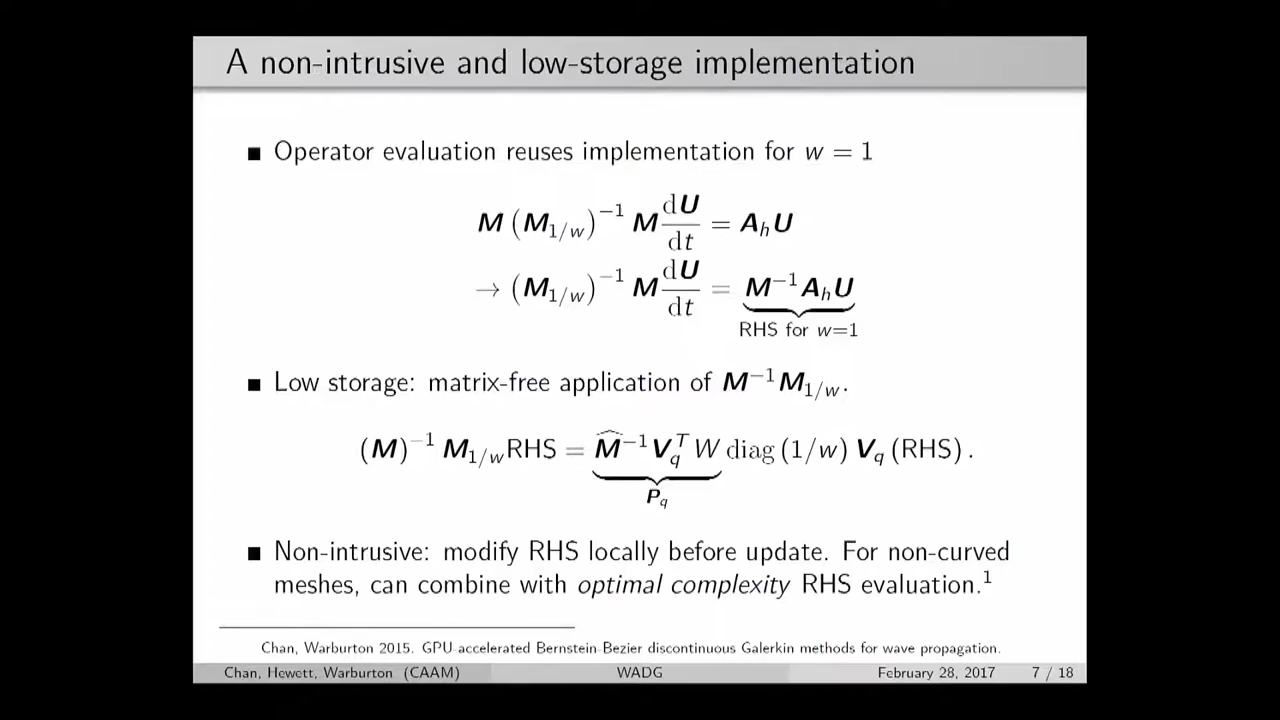 A non-intrusive and low-storage implementation
■ Operator evaluation reuses implementation for w = 1
M (M_{1/w})^{-1} M dU/dt = A_h U
→ (M_{1/w})^{-1} M dU/dt = M^{-1} A_h U
RHS for w=1
■ Low storage: matrix-free application of M^{-1} M_{1/w}.
(M)^{-1} M_{1/w} RHS = \widehat{M}^{-1} V_q^T W diag (1/w) V_q (RHS) .
P_q
■ Non-intrusive: modify RHS locally before update. For non-curved
meshes, can combine with optimal complexity RHS evaluation.^1
Chan, Warburton 2015. GPU-accelerated Bernstein-Bezier discontinuous Galerkin methods for wave propagation.
Chan, Hewett, Warburton (CAAM) WADG February 28, 2017 7 / 18